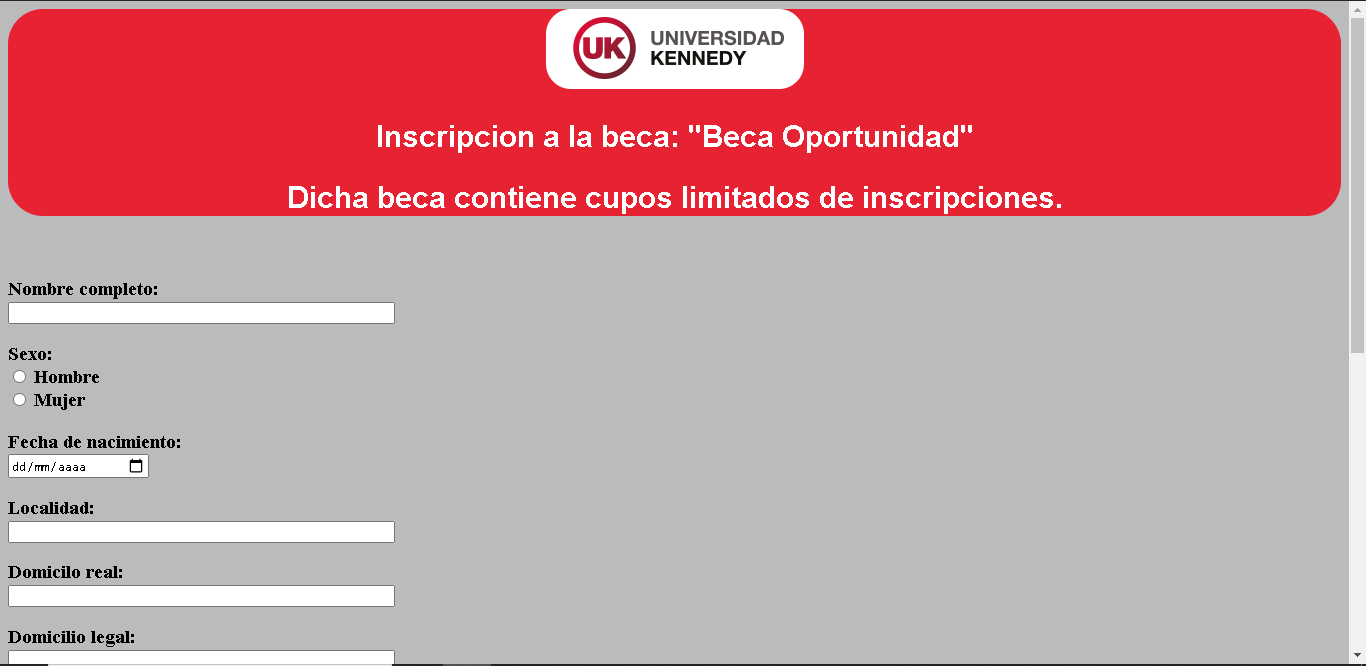 UK UNIVERSIDAD
KENNEDY
Inscripcion a la beca: "Beca Oportunidad"
Dicha beca contiene cupos limitados de inscripciones.
Nombre completo:
Sexo:
Hombre
Mujer
Fecha de nacimiento:
dd/mm/aaaa
Localidad:
Domicilo real:
Domicilio legal: